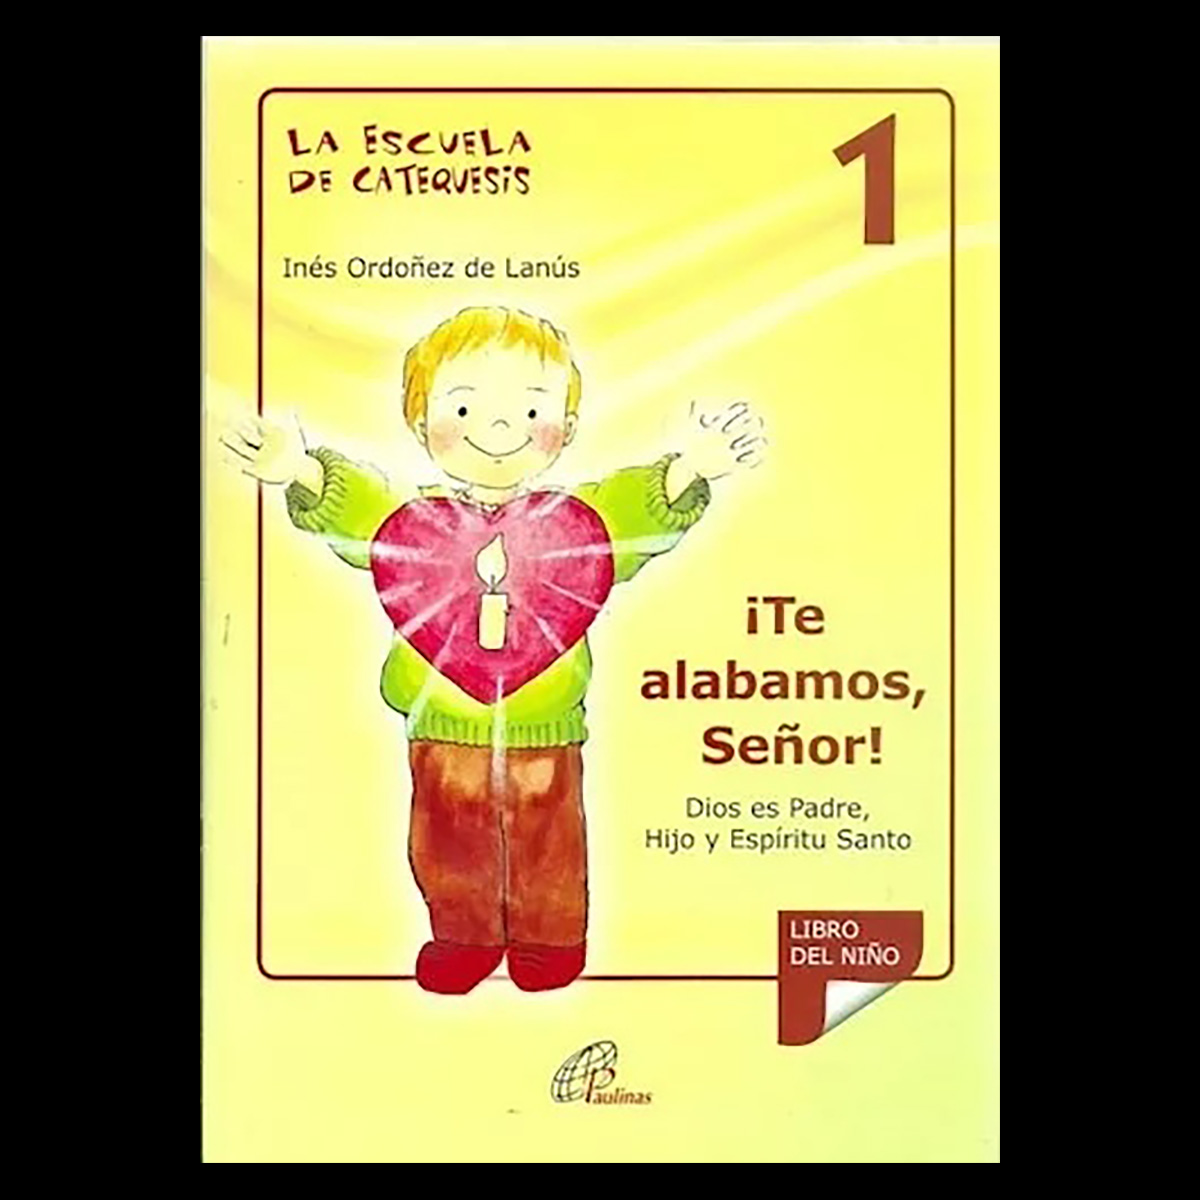 LA ESCUELA
DE CATEQUESIS
1
Inés Ordoñez de Lanús
¡Te
alabamos,
Señor!
Dios es Padre,
Hijo y Espíritu Santo
LIBRO
DEL NIÑO
Paulinas